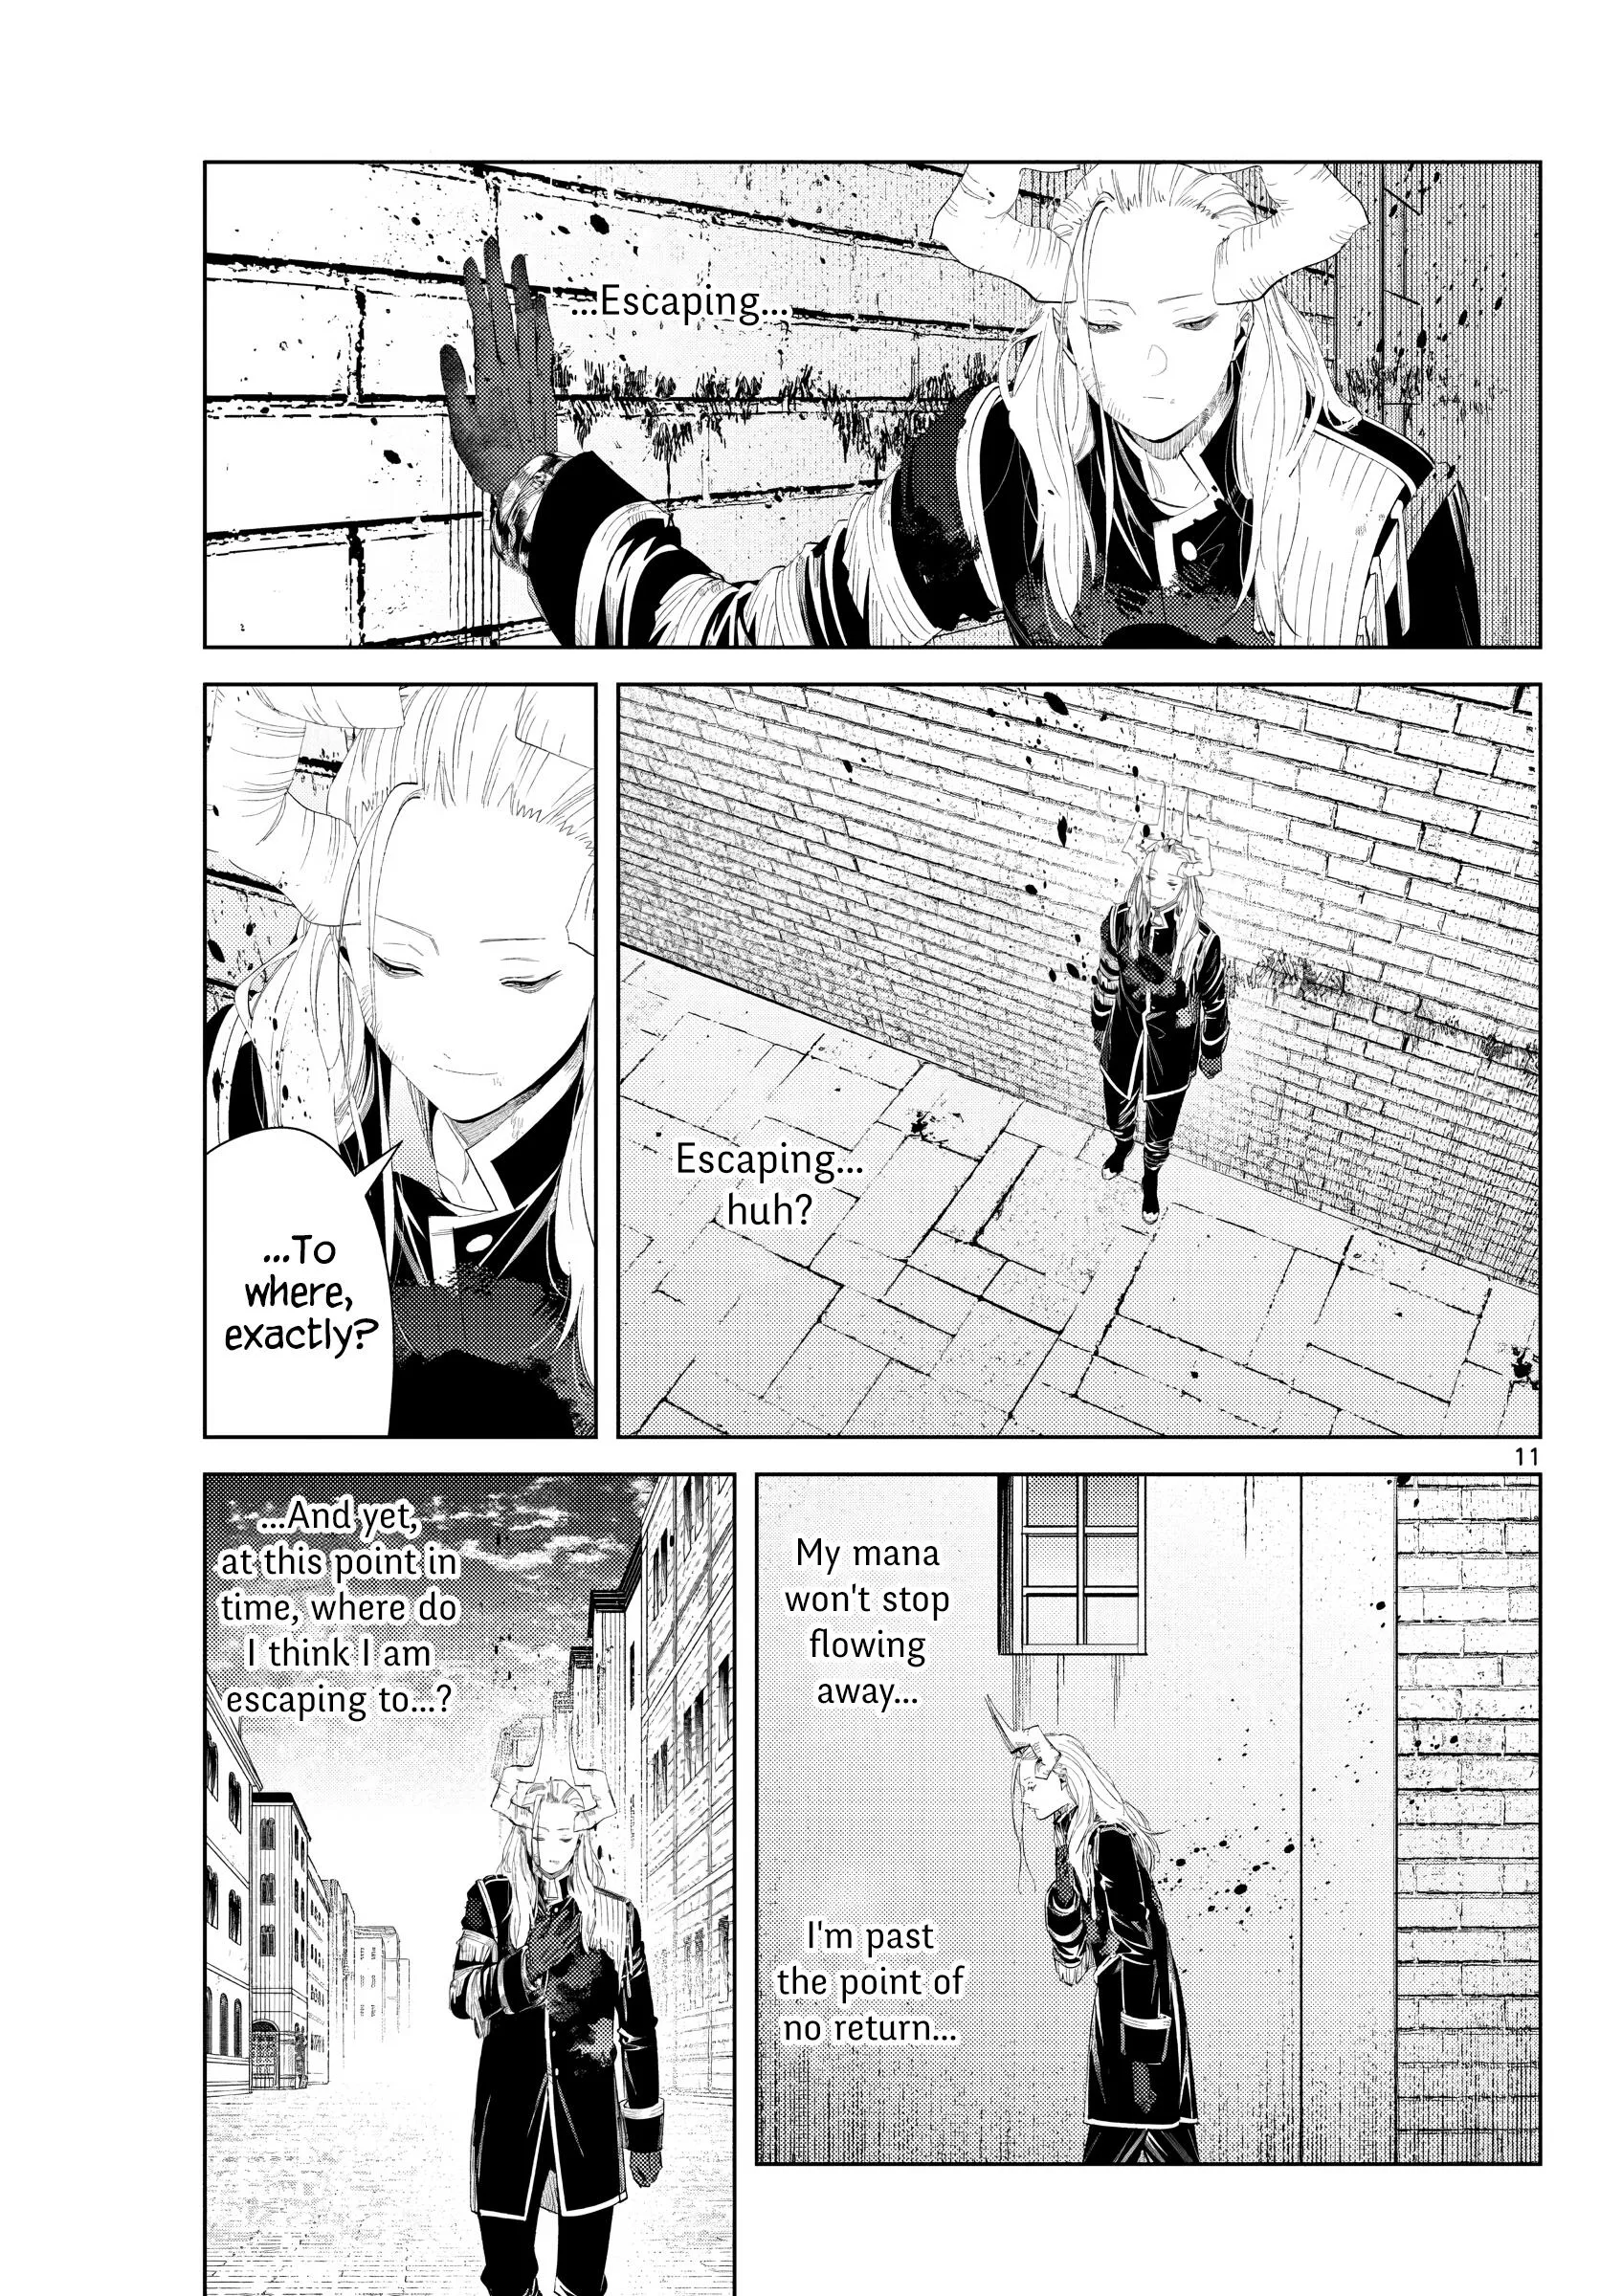 ...Escaping...
Escaping...
huh?
...To
where,
exactly?
11
My mana
won't stop
flowing
away...
I'm past
the point of
no return...
...And yet,
at this point in
time, where do
I think I am
escaping to...?